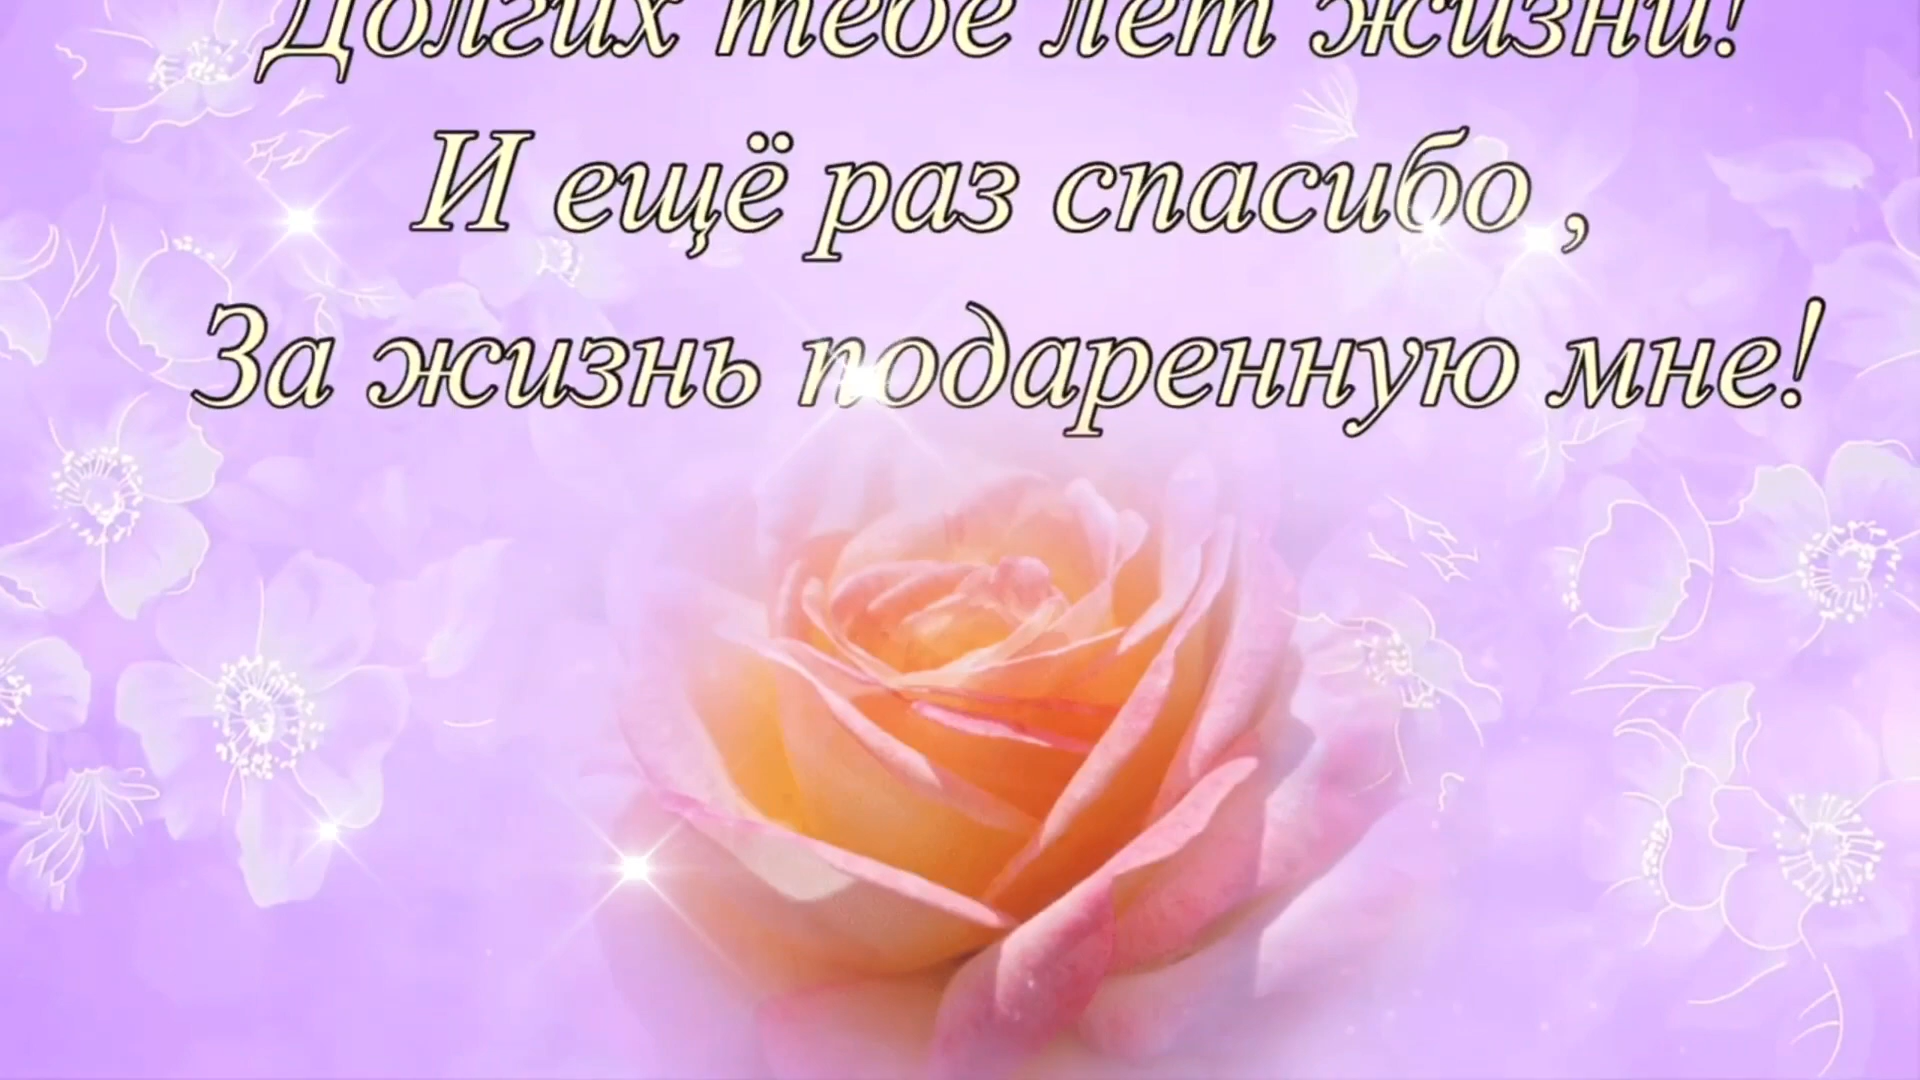 Долгих тебе лет жизни!
И ещё раз спасибо ,
За жизнь подаренную мне!